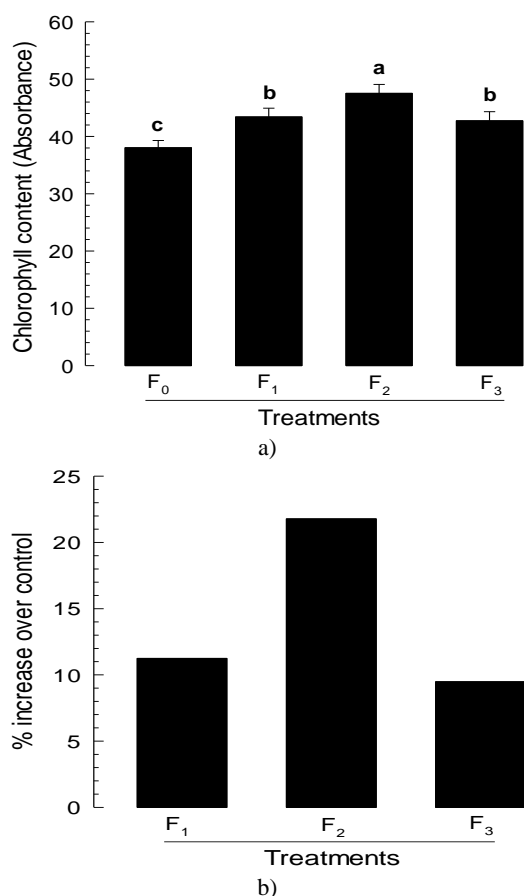 Chlorophyll content (Absorbance)
60
50
40
30
20
10
0
c
b
a
b
F₀ F₁ F₂ F₃
Treatments
a)
% increase over control
25
20
15
10
5
0
F₁ F₂ F₃
Treatments
b)